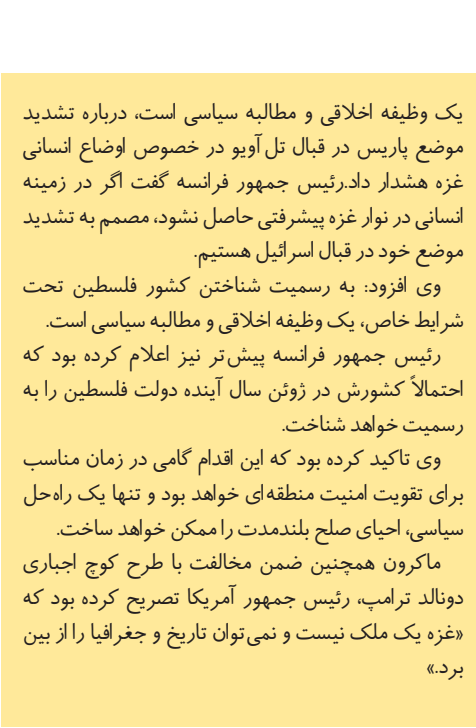 یک وظیفه اخلاقی و مطالبه سیاسی است، درباره تشدید
موضع پاریس در قبال تل‌آویو در خصوص اوضاع انسانی
غزه هشدار داد.رئیس جمهور فرانسه گفت اگر در زمینه
انسانی در نوار غزه پیشرفتی حاصل نشود، مصمم به تشدید
موضع خود در قبال اسرائیل هستیم.
وی افزود: به رسمیت شناختن کشور فلسطین تحت
شرایط خاص، یک وظیفه اخلاقی و مطالبه سیاسی است.
رئیس جمهور فرانسه پیش‌تر نیز اعلام کرده بود که
احتمالاً کشورش در ژوئن سال آینده دولت فلسطین را به
رسمیت خواهد شناخت.
وی تاکید کرده بود که این اقدام گامی در زمان مناسب
برای تقویت امنیت منطقه‌ای خواهد بود و تنها یک راه‌حل
سیاسی، احیای صلح بلندمدت را ممکن خواهد ساخت.
ماکرون همچنین ضمن مخالفت با طرح کوچ اجباری
دونالد ترامپ، رئیس جمهور آمریکا تصریح کرده بود که
«غزه یک ملک نیست و نمی‌توان تاریخ و جغرافیا را از بین
برد.»